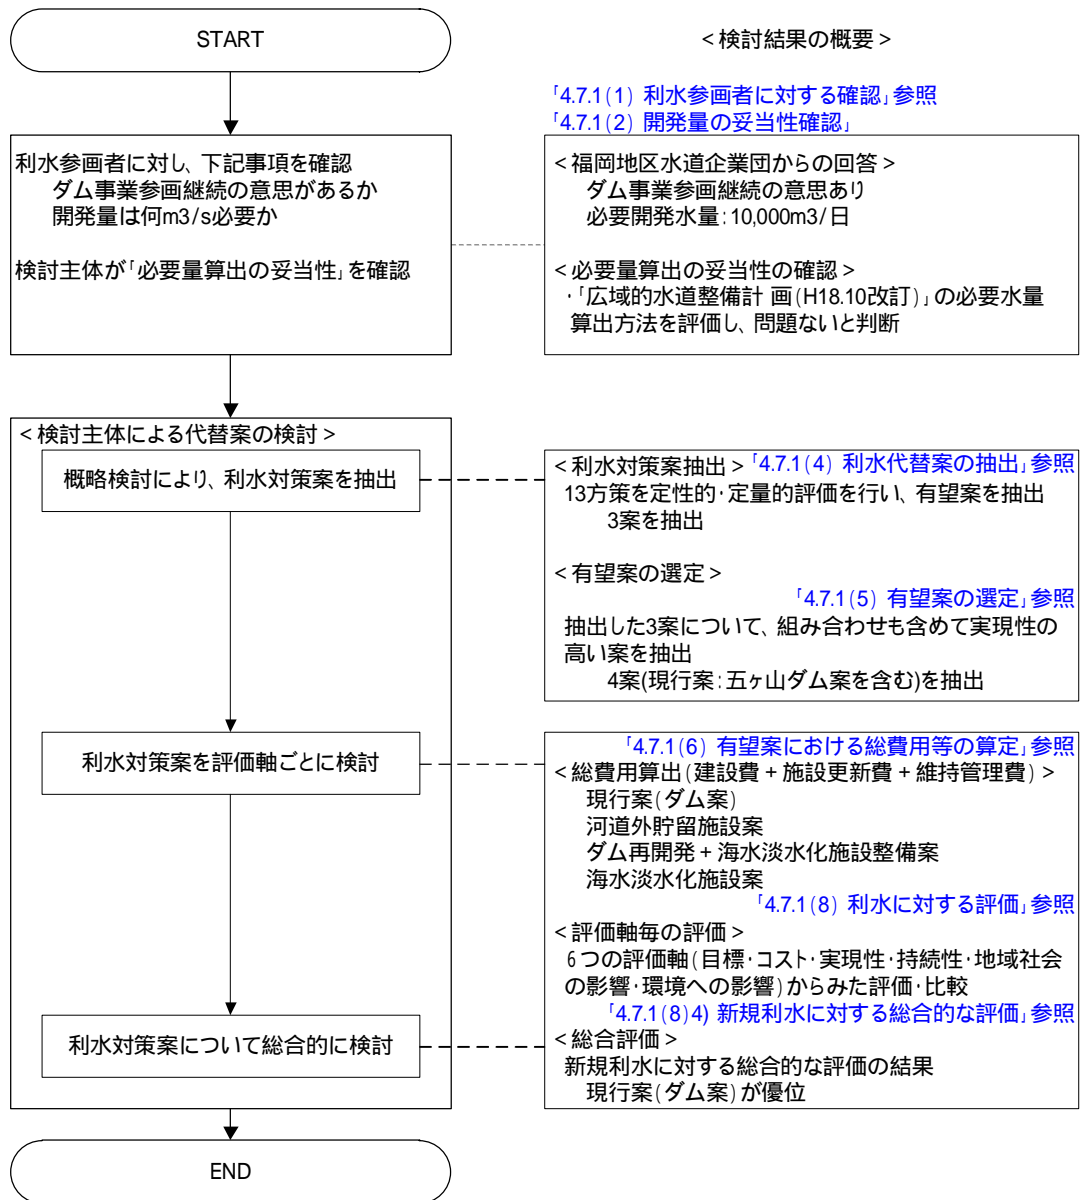 START
<検討結果の概要>
「4.7.1(1) 利水参画者に対する確認」参照
「4.7.1(2) 開発量の妥当性確認」
利水参画者に対し、下記事項を確認
ダム事業参画継続の意思があるか
開発量は何m3/s必要か
検討主体が「必要量算出の妥当性」を確認
<福岡地区水道企業団からの回答>
ダム事業参画継続の意思あり
必要開発水量:10,000m3/日
<必要量算出の妥当性の確認>
・「広域的水道整備計 画(H18.10改訂)」の必要水量
算出方法を評価し、問題ないと判断
<検討主体による代替案の検討>
概略検討により、利水対策案を抽出
<利水対策案抽出>「4.7.1(4) 利水代替案の抽出」参照
13方策を定性的・定量的評価を行い、有望案を抽出
3案を抽出
<有望案の選定>
「4.7.1(5) 有望案の選定」参照
抽出した3案について、組み合わせも含めて実現性の
高い案を抽出
4案(現行案:五ヶ山ダム案を含む)を抽出
利水対策案を評価軸ごとに検討
「4.7.1(6) 有望案における総費用等の算定」参照
<総費用算出(建設費+施設更新費+維持管理費)>
現行案(ダム案)
河道外貯留施設案
ダム再開発+海水淡水化施設整備案
海水淡水化施設案
「4.7.1(8) 利水に対する評価」参照
<評価軸毎の評価>
6つの評価軸(目標・コスト・実現性・持続性・地域社会
の影響・環境への影響)からみた評価・比較
「4.7.1(8)4) 新規利水に対する総合的な評価」参照
利水対策案について総合的に検討
<総合評価>
新規利水に対する総合的な評価の結果
現行案(ダム案)が優位
END